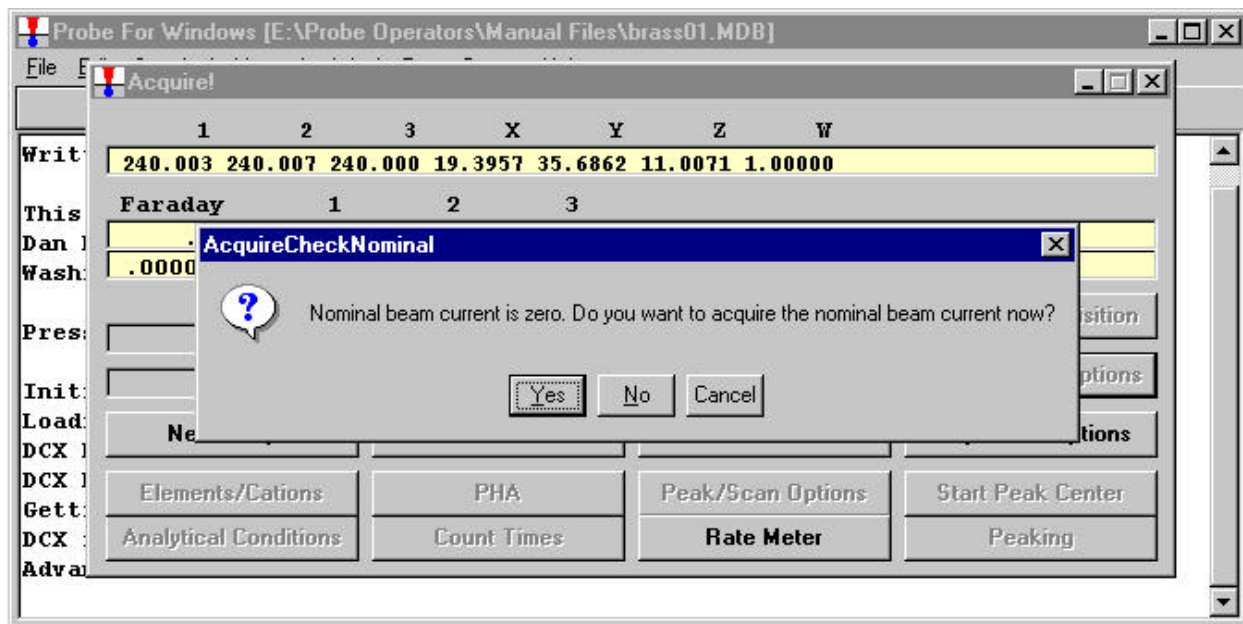 Probe For Windows [E:\Probe Operators\Manual Files\brass01.MDB]
File
Acquire!
1 2 3 X Y Z W
240.003 240.007 240.000 19.3957 35.6862 11.0071 1.00000
Writ
Faraday 1 2 3
This
Dan
.
AcquireCheckNominal
Wash
.0000
Nominal beam current is zero. Do you want to acquire the nominal beam current now?
isition
Pres
ptions
Init
Yes No Cancel
Load
Ne
tions
DCX
DCX
Elements/Cations PHA Peak/Scan Options Start Peak Center
Gett
DCX
Analytical Conditions Count Times Rate Meter Peaking
Advan